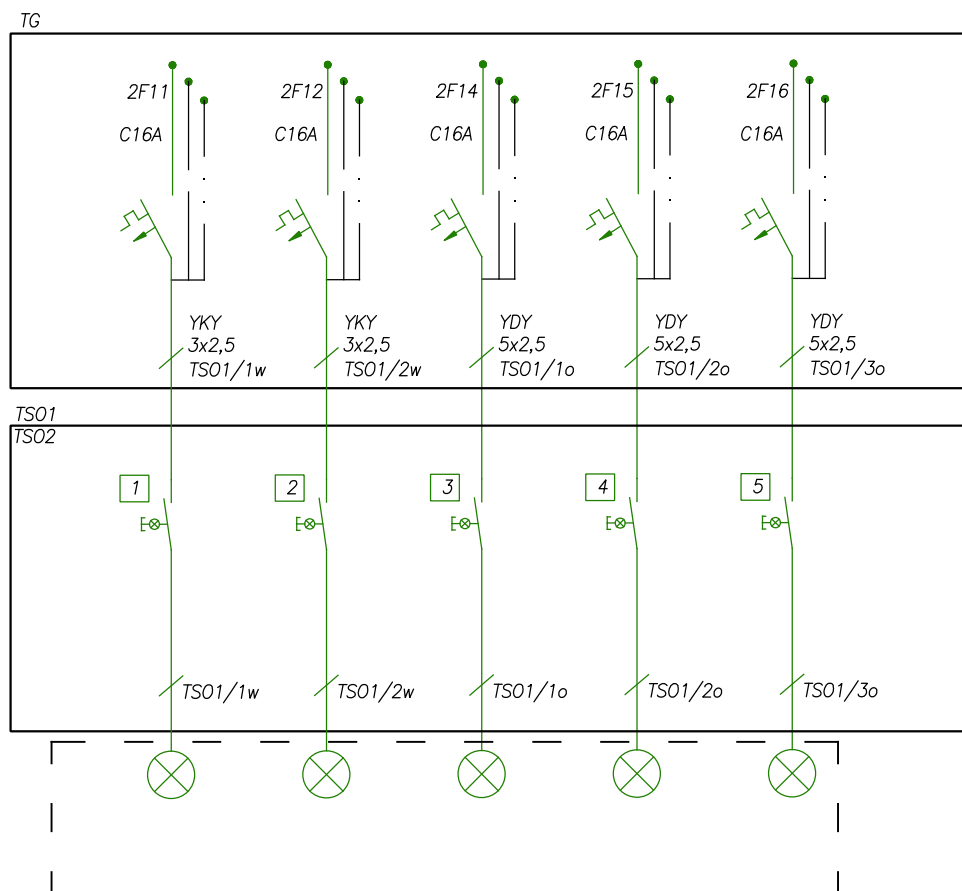 TG
2F11 2F12 2F14 2F15 2F16
C16A C16A C16A C16A C16A
YKY YKY YDY YDY YDY
3x2,5 3x2,5 5x2,5 5x2,5 5x2,5
TS01/1w TS01/2w TS01/1o TS01/2o TS01/3o
TS01
TS02
1 2 3 4 5
TS01/1w TS01/2w TS01/1o TS01/2o TS01/3o